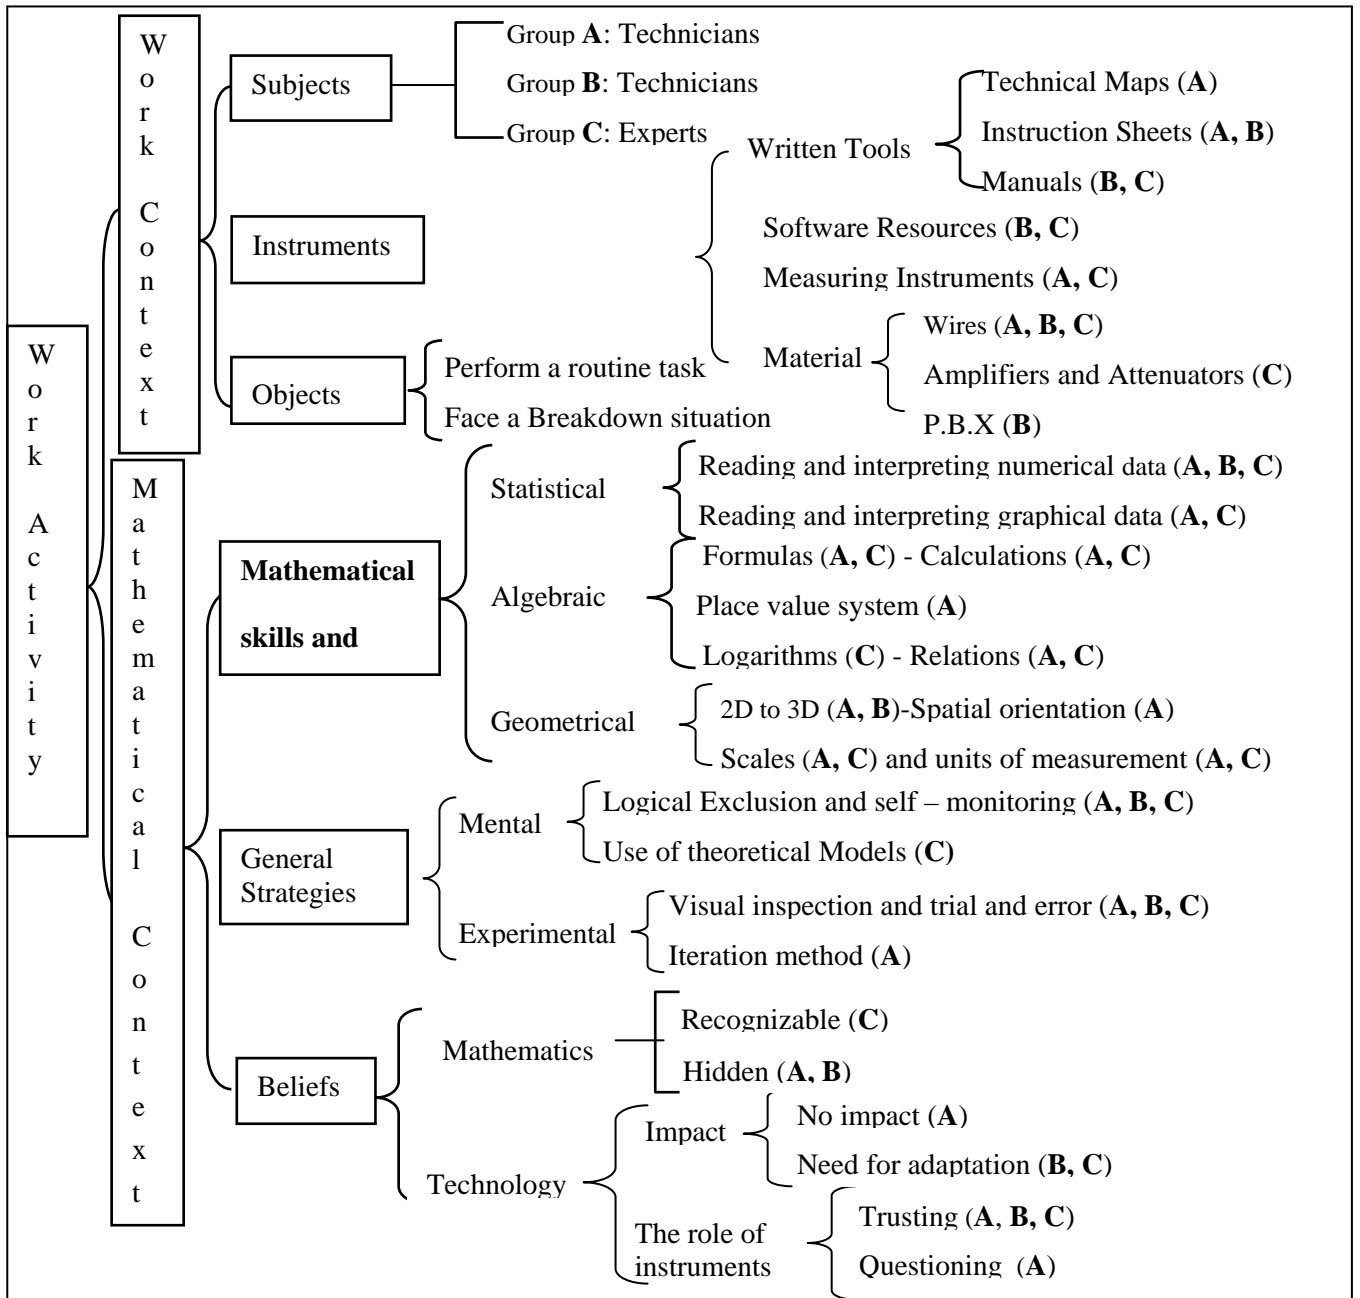 Work Activity
Work Context
Subjects
Group A: Technicians
Group B: Technicians
Group C: Experts
Instruments
Written Tools
Technical Maps (A)
Instruction Sheets (A, B)
Manuals (B, C)
Software Resources (B, C)
Measuring Instruments (A, C)
Material
Wires (A, B, C)
Amplifiers and Attenuators (C)
P.B.X (B)
Objects
Perform a routine task
Face a Breakdown situation
Mathematical Context
Mathematical
skills and
Statistical
Reading and interpreting numerical data (A, B, C)
Reading and interpreting graphical data (A, C)
Algebraic
Formulas (A, C) - Calculations (A, C)
Place value system (A)
Logarithms (C) - Relations (A, C)
Geometrical
2D to 3D (A, B)-Spatial orientation (A)
Scales (A, C) and units of measurement (A, C)
General
Strategies
Mental
Logical Exclusion and self – monitoring (A, B, C)
Use of theoretical Models (C)
Experimental
Visual inspection and trial and error (A, B, C)
Iteration method (A)
Beliefs
Mathematics
Recognizable (C)
Hidden (A, B)
Technology
Impact
No impact (A)
Need for adaptation (B, C)
The role of
instruments
Trusting (A, B, C)
Questioning (A)